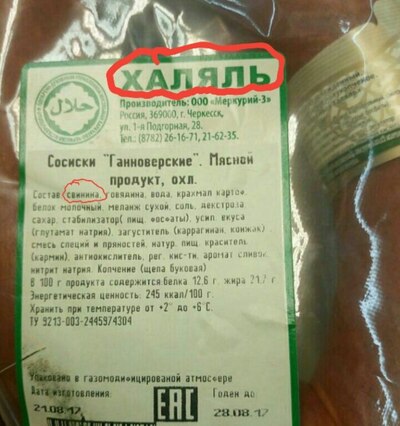 ХАЛЯЛЬ
حلال
Производитель: ООО «Меркурий-3»
Россия, 369000, г. Черкесск,
ул. 1-я Подгорная, 28.
Тел.: (8782) 26-16-71, 21-62-35.
Сосиски "Ганноверские". Мясной
продукт, охл.
Состав свинина, говядина, вода, крахмал картоф.
белок молочный, меланж сухой, соль, декстроза,
сахар, стабилизатор( пищ. фосфаты), усил. вкуса
(глутамат натрия), загуститель (каррагинан, конжак)
смесь специй и пряностей, натур. пищ. краситель
(кармин), антиокислитель, рег. кис-ти, аромат сливок,
нитрит натрия. Копчение (щепа буковая)
В 100 г продукта содержится:белка 12,6 г. жира 21,7 г.
Энергетическая ценность: 245 ккал/100 г.
Хранить при температуре от +2° до +6°С.
ТУ 9213-003-2445974304
Упаковано в газомодифицированой атмосфере
Дата изготовления
Годен до
21.08.17
EAC
28.08.17